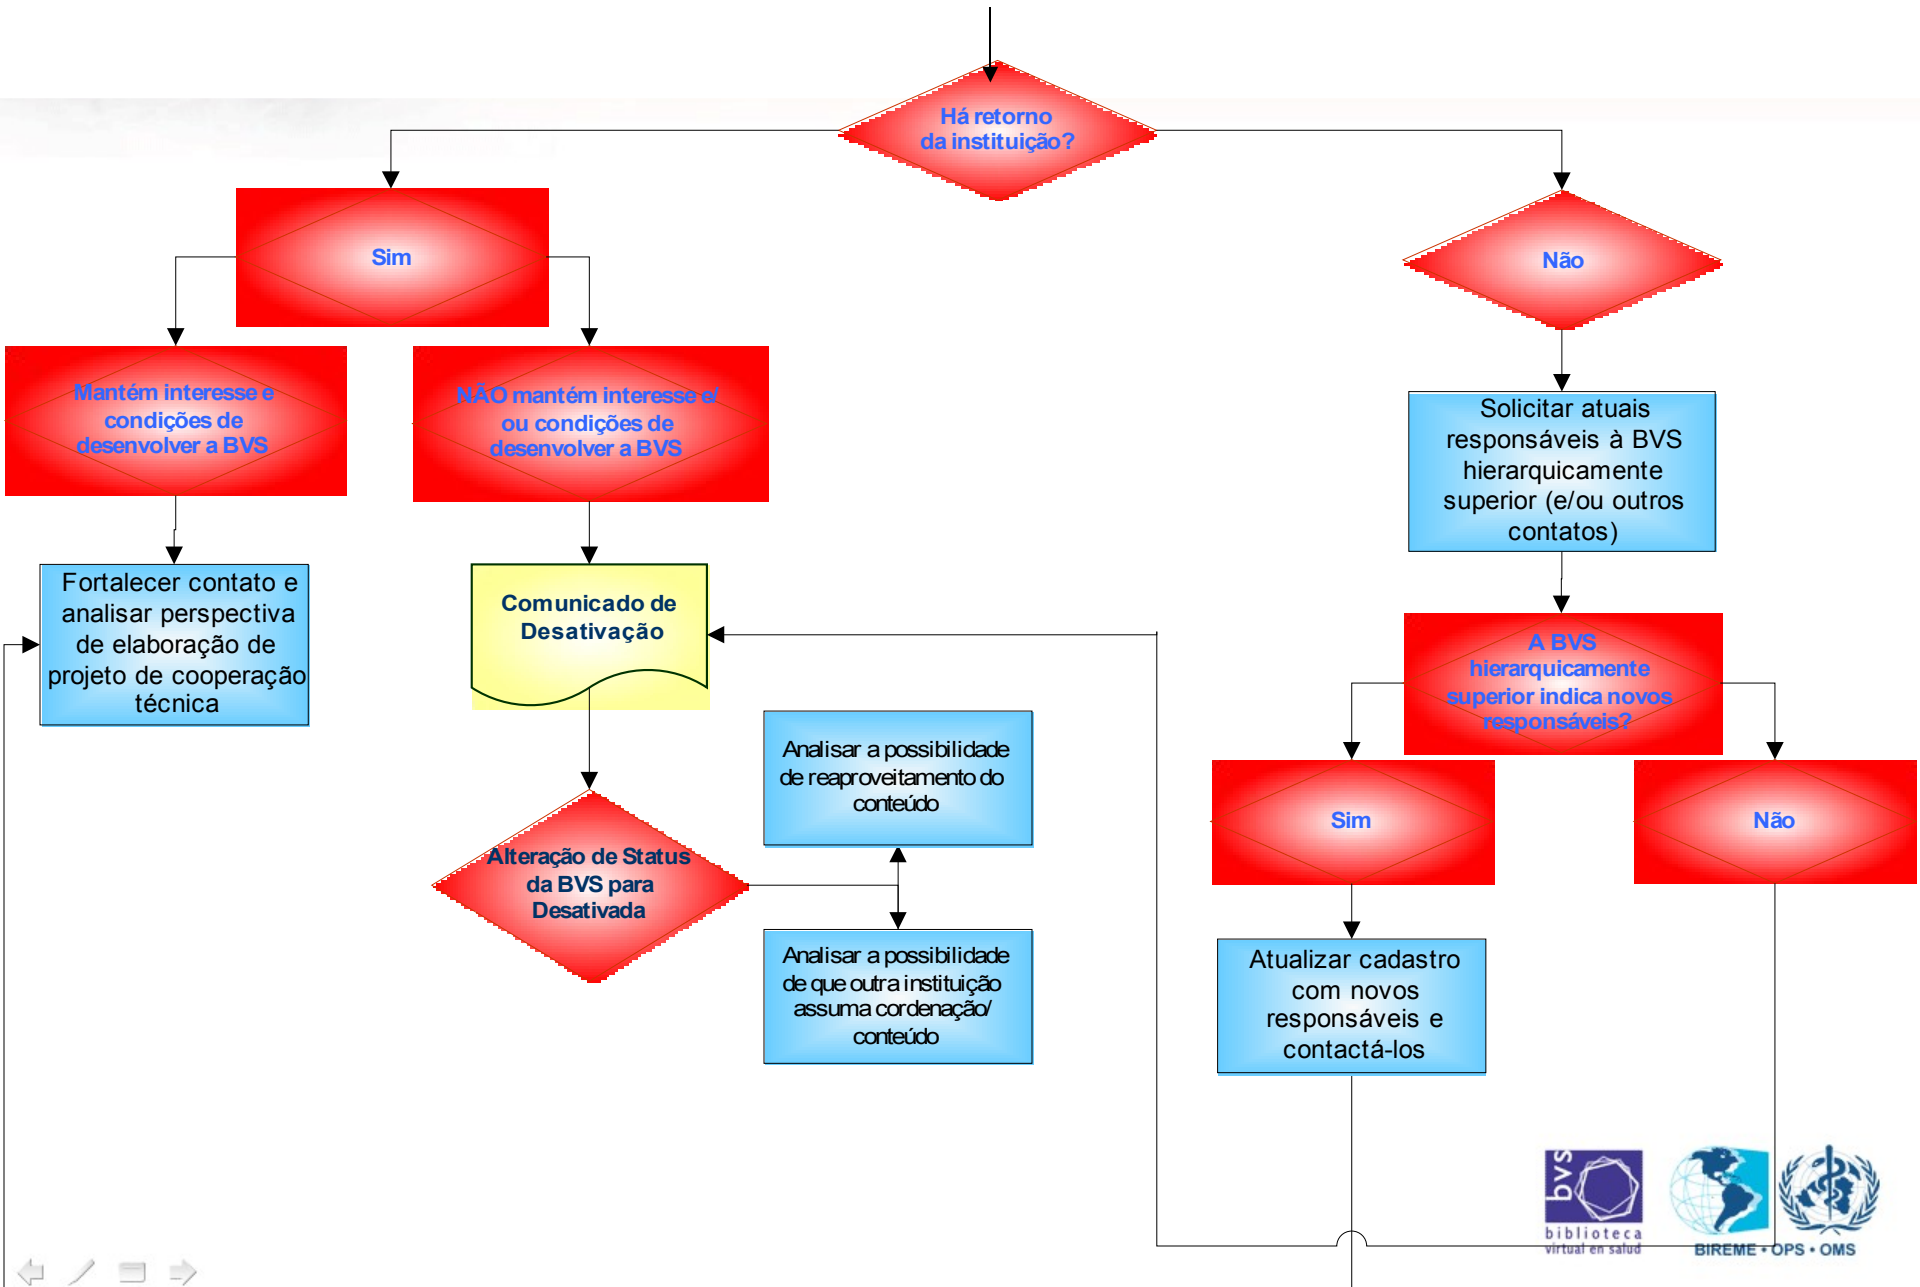 Há retorno
da instituição?
Sim
Não
Mantém interesse e
condições de
desenvolver a BVS
NÃO mantém interesse e/
ou condições de
desenvolver a BVS
Solicitar atuais
responsáveis à BVS
hierarquicamente
superior (e/ou outros
contatos)
Fortalecer contato e
analisar perspectiva
de elaboração de
projeto de cooperação
técnica
Comunicado de
Desativação
A BVS
hierarquicamente
superior indica novos
responsáveis?
Analisar a possibilidade
de reaproveitamento do
conteúdo
Sim
Não
Alteração de Status
da BVS para
Desativada
Analisar a possibilidade
de que outra instituição
assuma cordenação/
conteúdo
Atualizar cadastro
com novos
responsáveis e
contactá-los
bvs
biblioteca
virtual en salud
BIREME • OPS • OMS